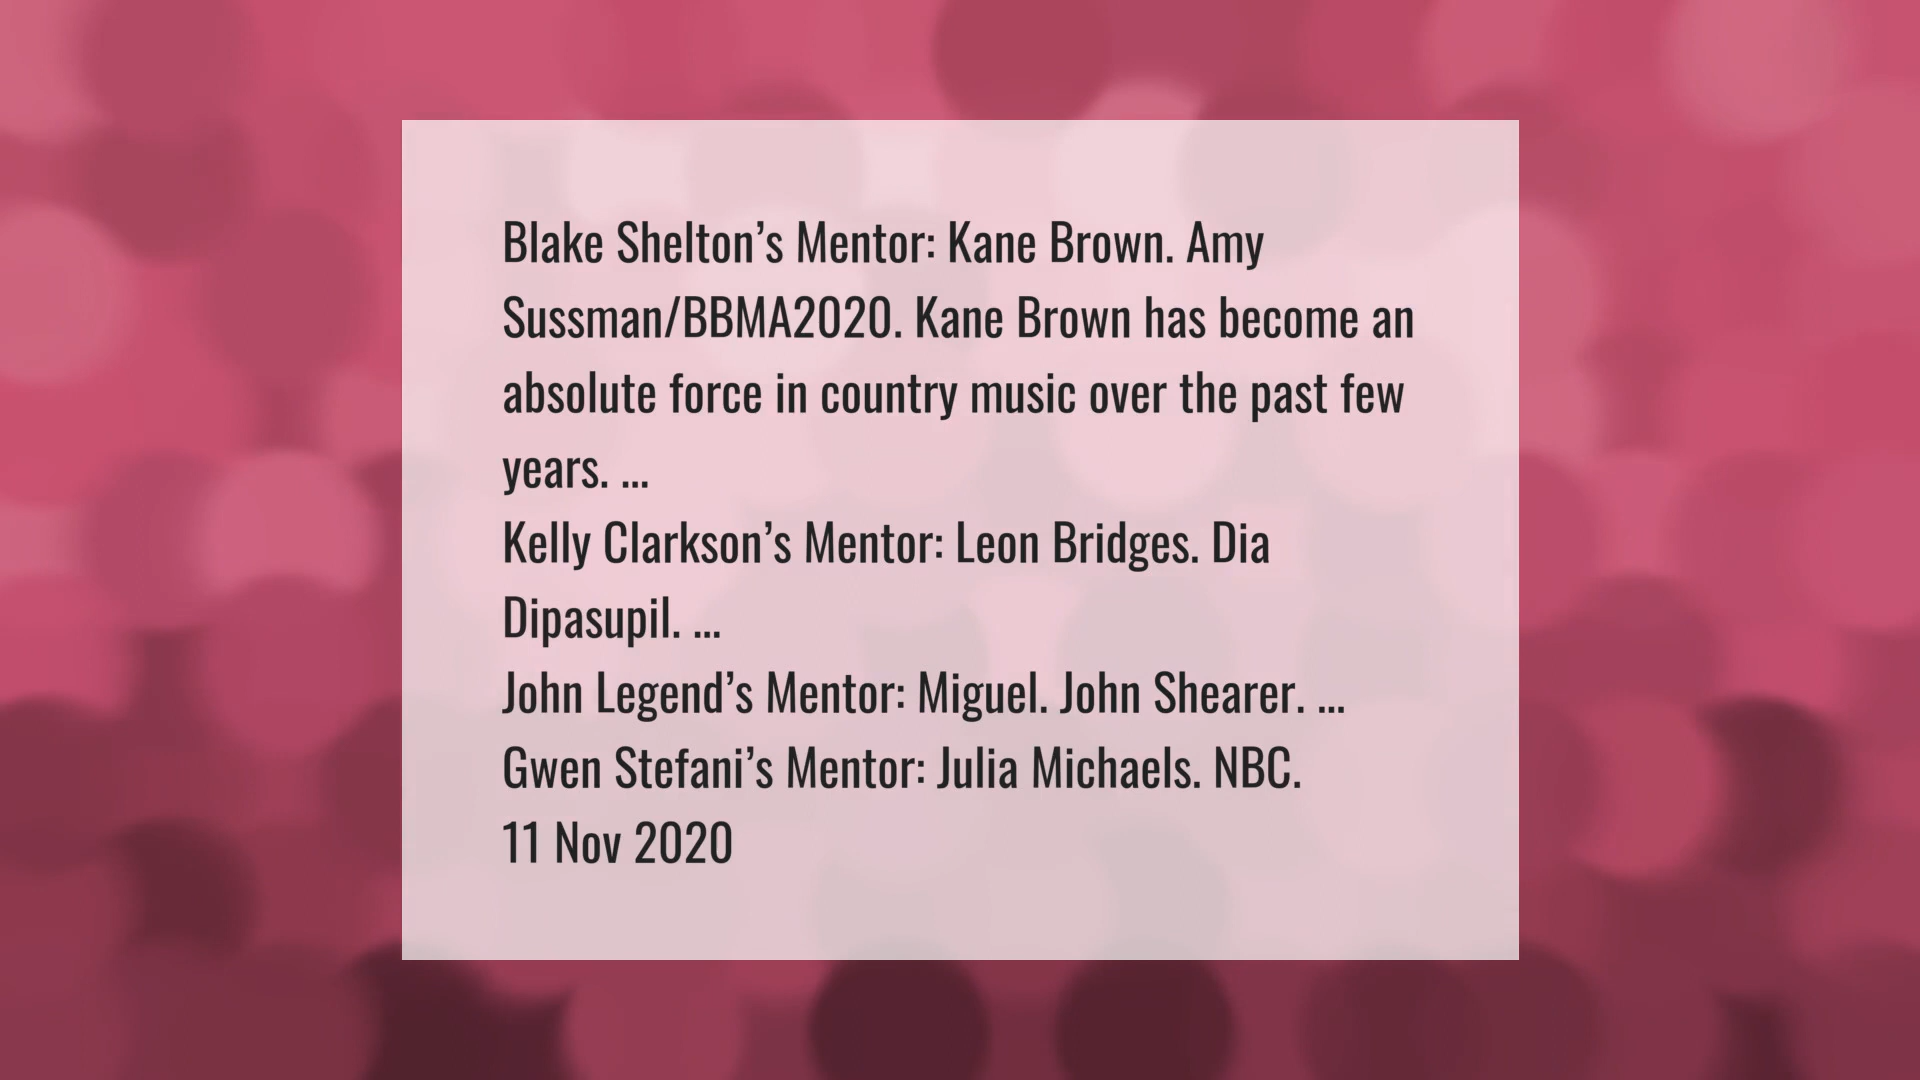 Blake Shelton’s Mentor: Kane Brown. Amy
Sussman/BBMA2020. Kane Brown has become an
absolute force in country music over the past few
years. ...
Kelly Clarkson’s Mentor: Leon Bridges. Dia
Dipasupil. ...
John Legend’s Mentor: Miguel. John Shearer. ...
Gwen Stefani’s Mentor: Julia Michaels. NBC.
11 Nov 2020